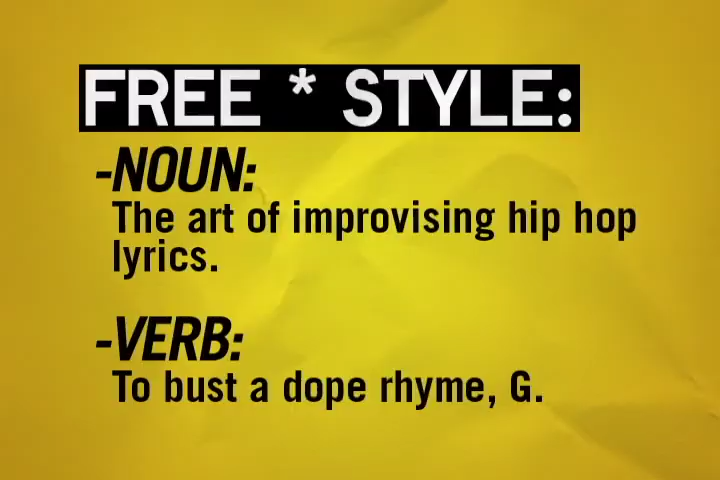 FREE * STYLE:
-NOUN:
The art of improvising hip hop
lyrics.
-VERB:
To bust a dope rhyme, G.